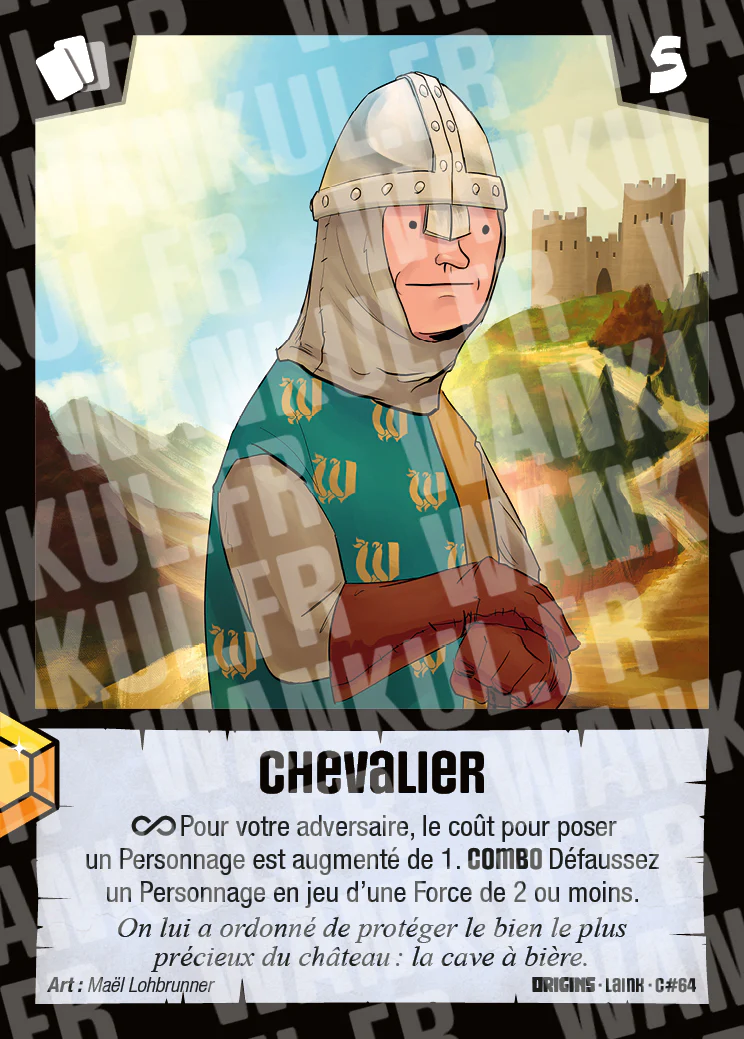 5
CHEVALIER
∞ Pour votre adversaire, le coût pour poser
un Personnage est augmenté de 1. COMBO Défaussez
un Personnage en jeu d'une Force de 2 ou moins.
On lui a ordonné de protéger le bien le plus
précieux du château : la cave à bière.
Art : Maël Lohbrunner
ORIGINS · LAINK · C#64
WANKUL.FR